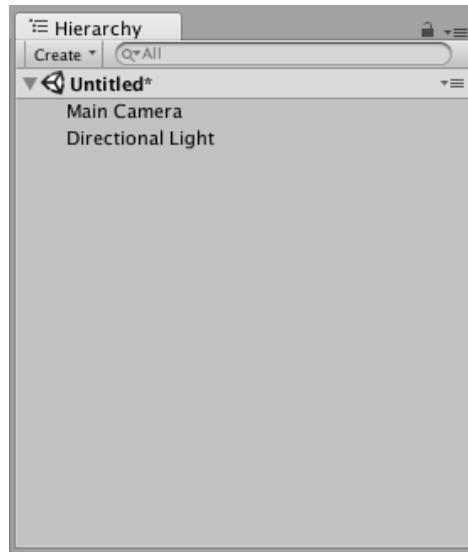 Hierarchy
Create All
Untitled*
Main Camera
Directional Light